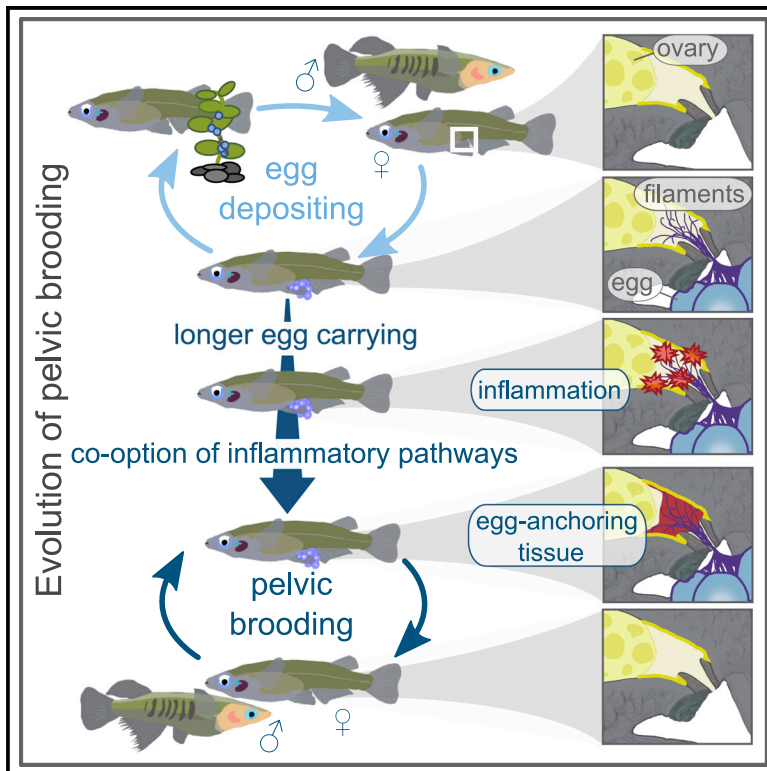 Evolution of pelvic brooding
♂
♀
egg
depositing
longer egg carrying
co-option of inflammatory pathways
pelvic
brooding
♂
♀
ovary
filaments
egg
inflammation
egg-anchoring
tissue